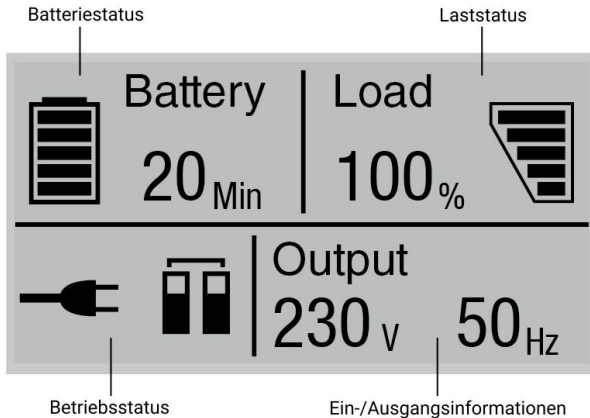 Batteriestatus
Laststatus
Battery
Load
20 Min
100 %
Output
230 V 50 Hz
Betriebsstatus
Ein-/Ausgangsinformationen